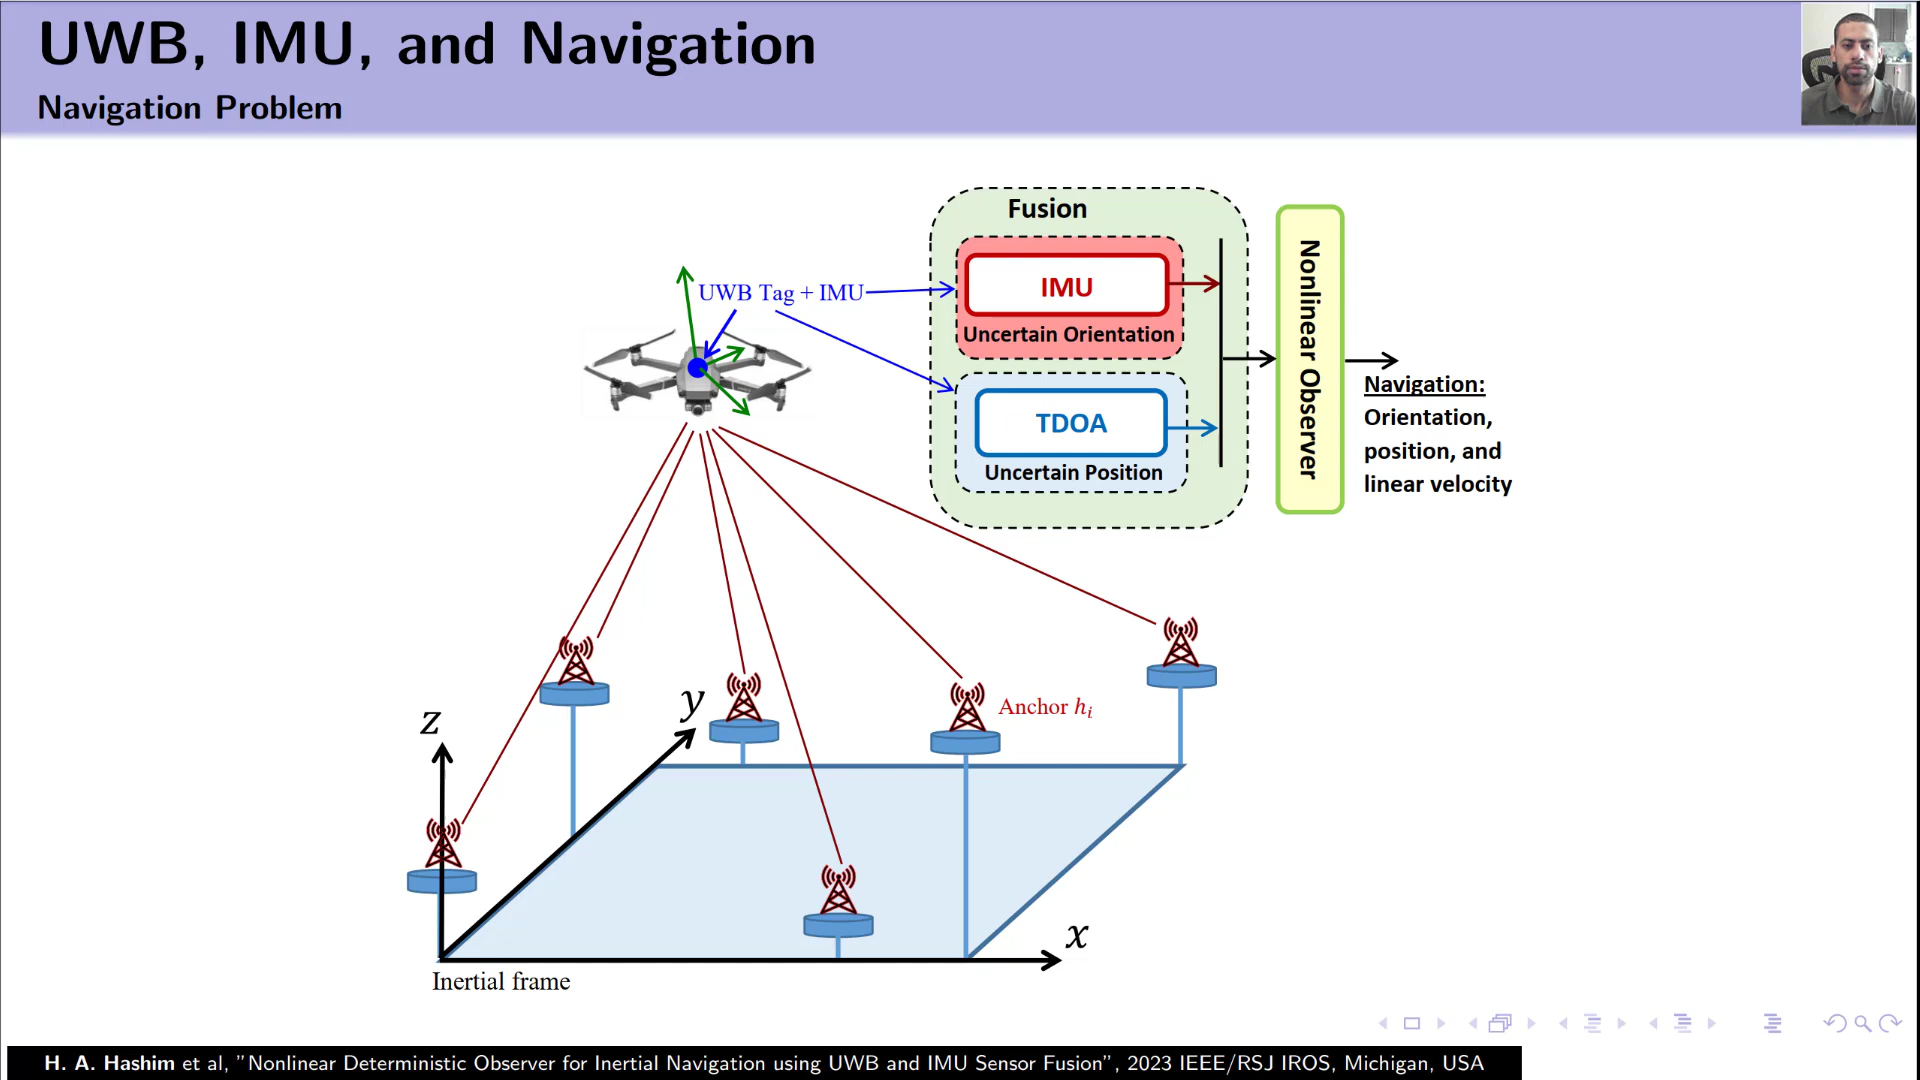 UWB, IMU, and Navigation
Navigation Problem
Fusion
UWB Tag + IMU
IMU
Uncertain Orientation
TDOA
Uncertain Position
Nonlinear Observer
Navigation:
Orientation,
position, and
linear velocity
Anchor hᵢ
z
y
x
Inertial frame
H. A. Hashim et al, "Nonlinear Deterministic Observer for Inertial Navigation using UWB and IMU Sensor Fusion", 2023 IEEE/RSJ IROS, Michigan, USA